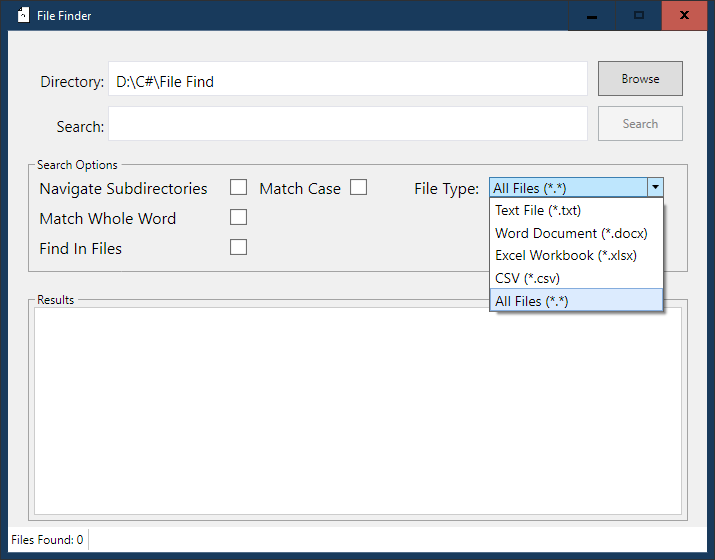 File Finder
Directory: D:\C#\File Find Browse
Search: Search
Search Options
Navigate Subdirectories Match Case File Type: All Files (*.*)
Text File (*.txt)
Match Whole Word
Word Document (*.docx)
Find In Files
Excel Workbook (*.xlsx)
CSV (*.csv)
All Files (*.*)
Results
Files Found: 0